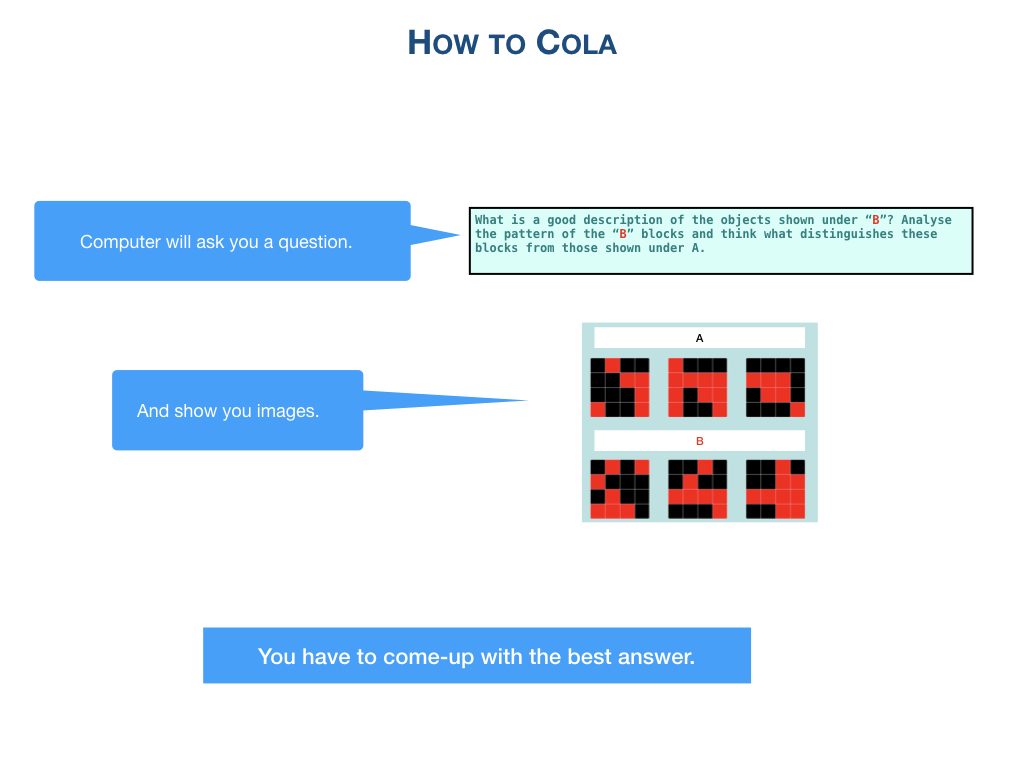 How to Cola
Computer will ask you a question.
What is a good description of the objects shown under “B”? Analyse
the pattern of the “B” blocks and think what distinguishes these
blocks from those shown under A.
A
And show you images.
B
You have to come-up with the best answer.